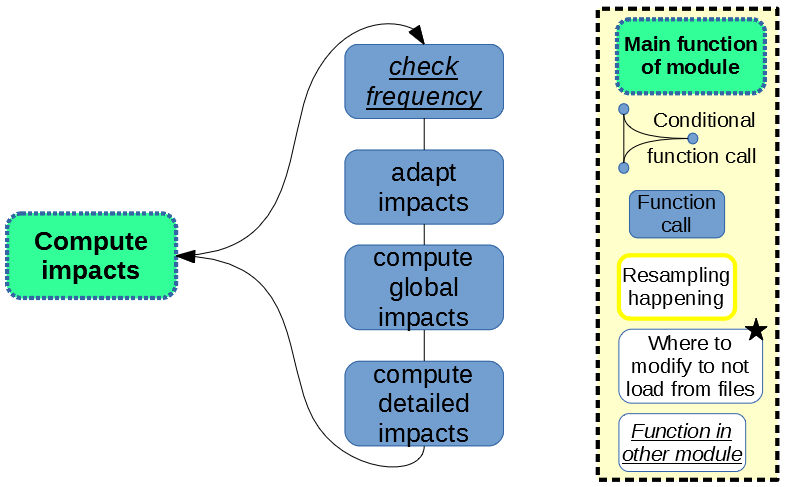 check
frequency
adapt
impacts
Compute
impacts
compute
global
impacts
compute
detailed
impacts
Main function
of module
Conditional
function call
Function
call
Resampling
happening
Where to
modify to not
load from files
Function in
other module